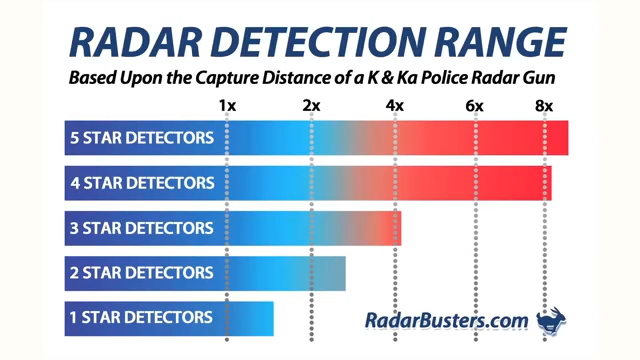 RADAR DETECTION RANGE
Based Upon the Capture Distance of a K & Ka Police Radar Gun
1x 2x 4x 6x 8x
5 STAR DETECTORS
4 STAR DETECTORS
3 STAR DETECTORS
2 STAR DETECTORS
1 STAR DETECTORS
RadarBusters.com